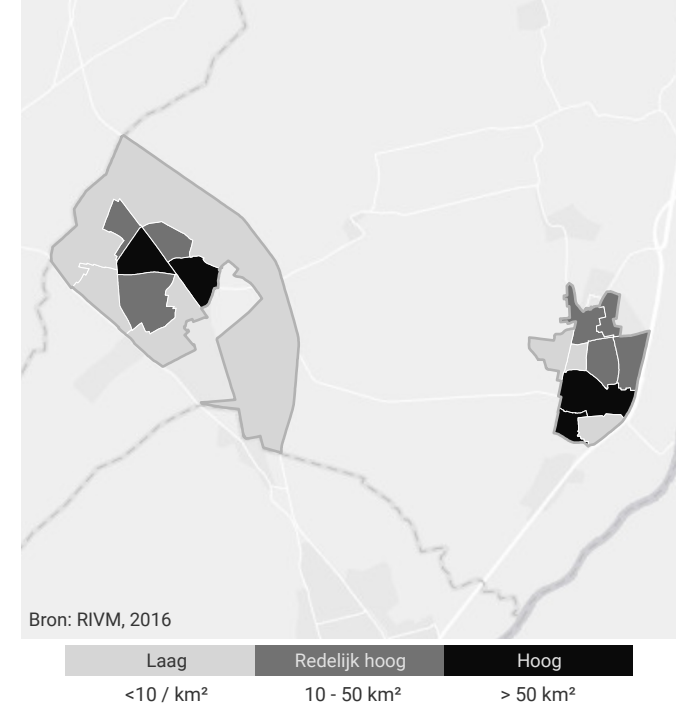 Bron: RIVM, 2016
Laag Redelijk hoog Hoog
<10 / km² 10 - 50 km² > 50 km²